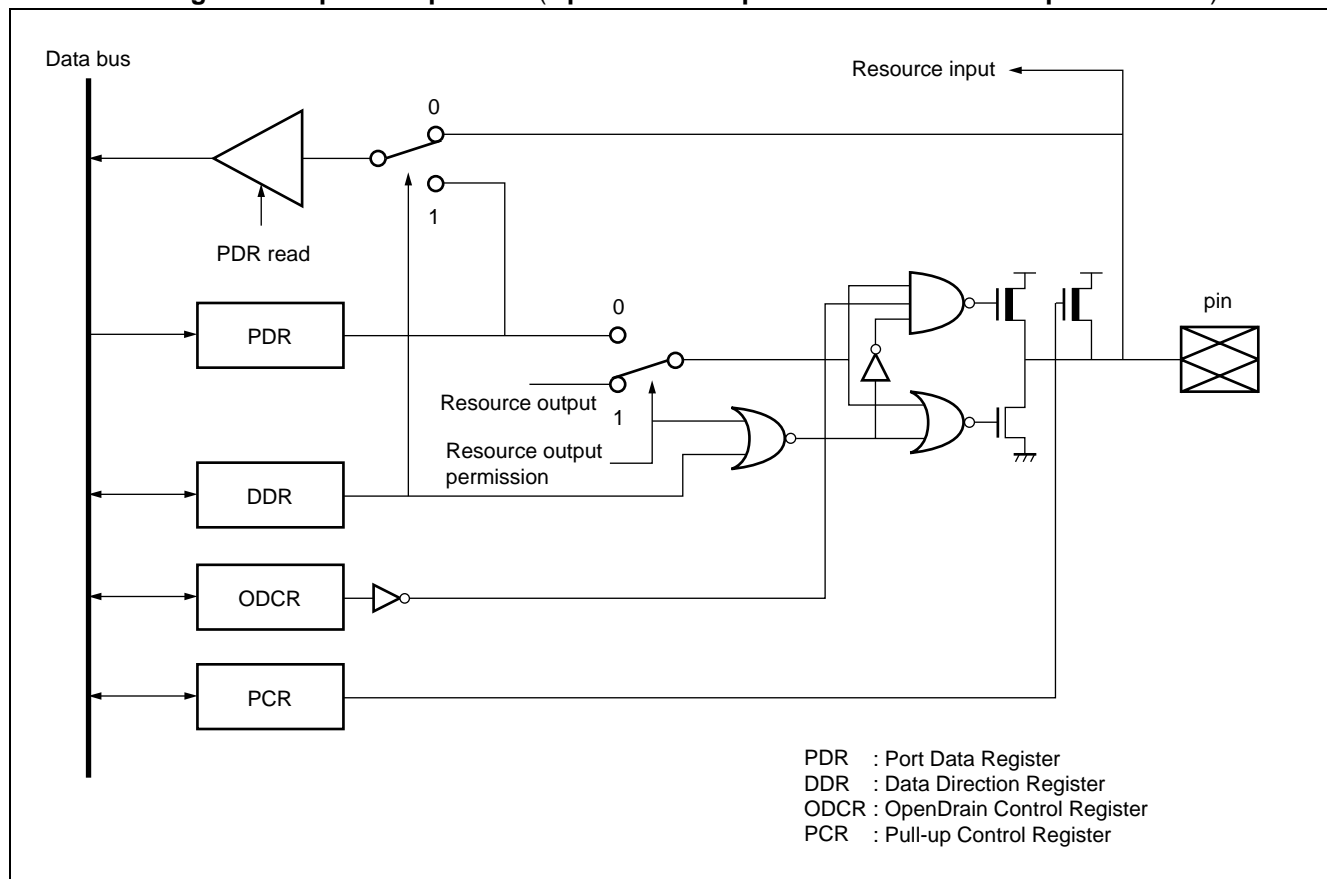 Data bus
Resource input
0
1
PDR read
PDR
0
pin
Resource output
1
Resource output
permission
DDR
ODCR
PCR
PDR : Port Data Register
DDR : Data Direction Register
ODCR : OpenDrain Control Register
PCR : Pull-up Control Register